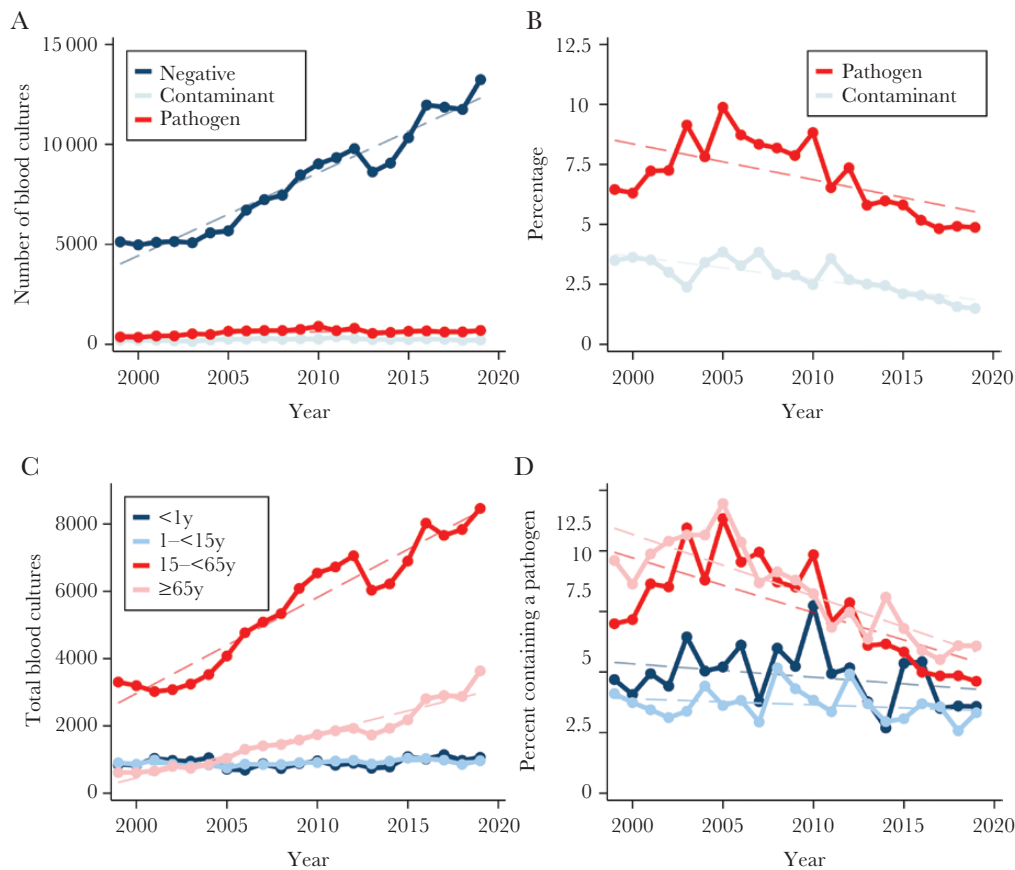 A
Number of blood cultures
15 000
10 000
5000
0
Negative
Contaminant
Pathogen
2000
2005
2010
2015
2020
Year
B
Percentage
12.5
10
7.5
5
2.5
0
Pathogen
Contaminant
2000
2005
2010
2015
2020
Year
C
Total blood cultures
8000
6000
4000
2000
0
<1y
1–<15y
15–<65y
≥65y
2000
2005
2010
2015
2020
Year
D
Percent containing a pathogen
12.5
10
7.5
5
2.5
0
2000
2005
2010
2015
2020
Year